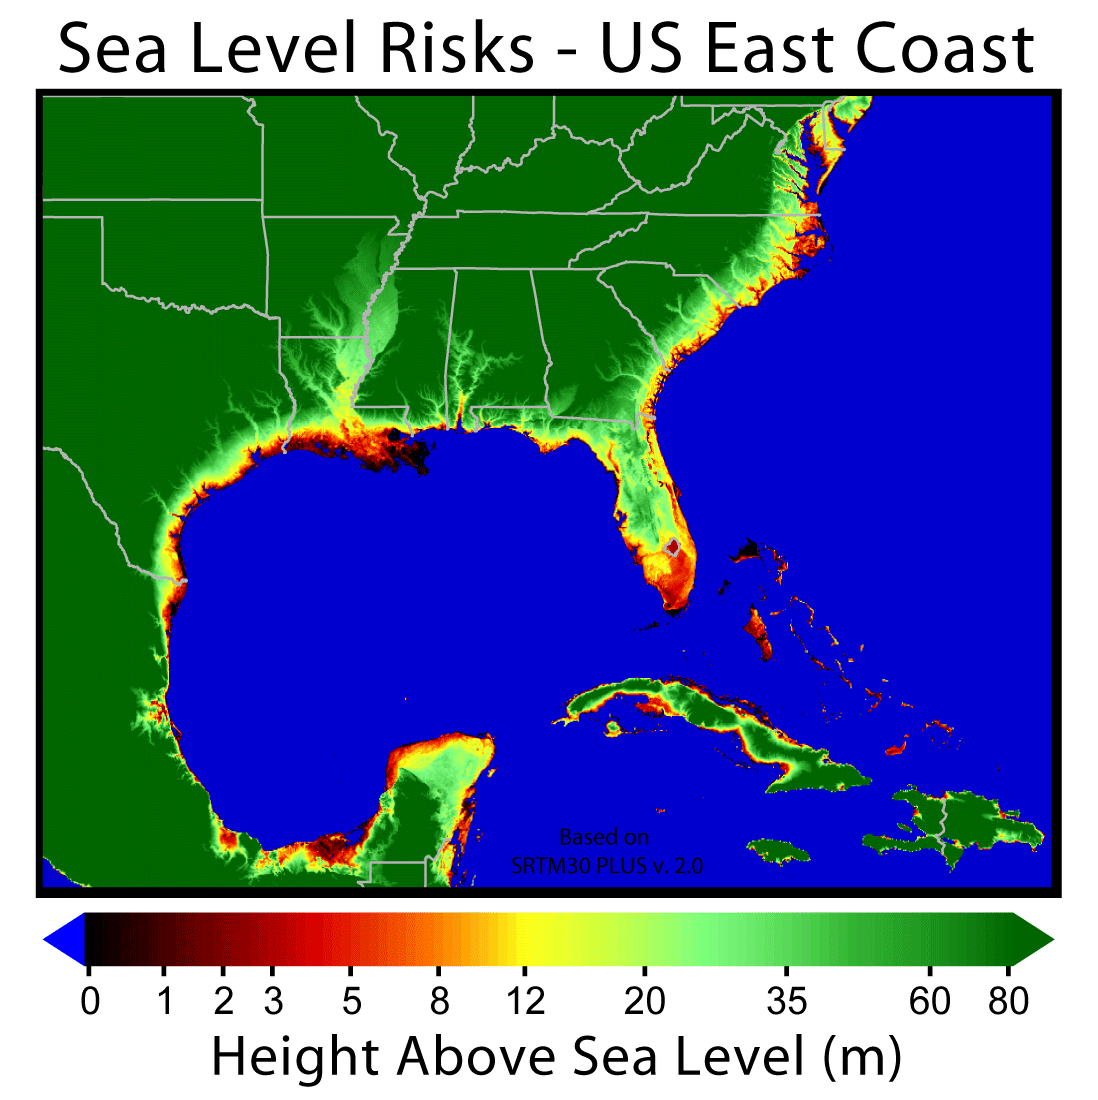 Sea Level Risks - US East Coast
Based on
SRTM30 PLUS v. 2.0
0 1 2 3 5 8 12 20 35 60 80
Height Above Sea Level (m)